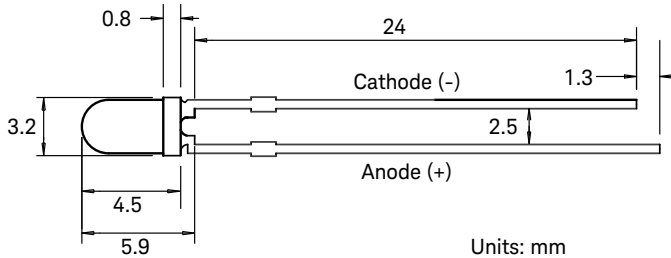 0.8
24
1.3
Cathode (-)
3.2
2.5
Anode (+)
4.5
5.9
Units: mm